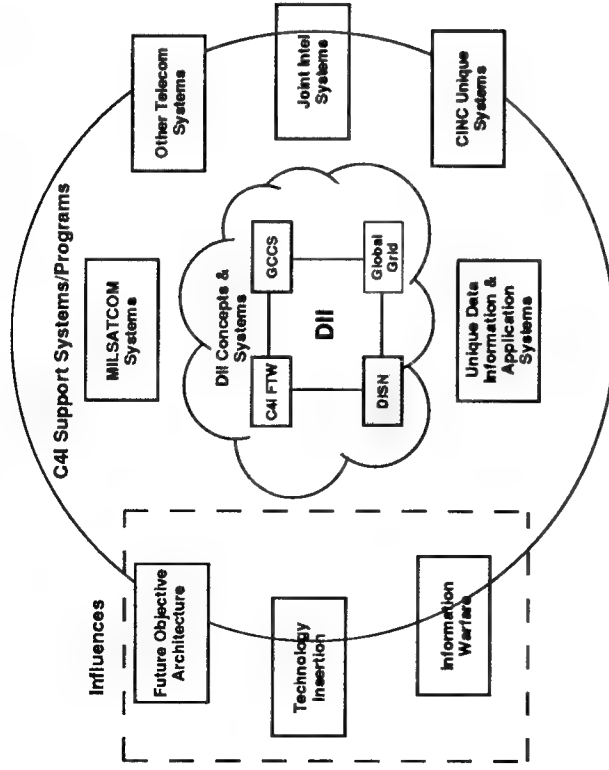 C4I Support Systems/Programs
Influences
Future Objective
Architecture
Technology
Insertion
Information
Warfare
MILSATCOM
Systems
DII Concepts &
Systems
C4I FTW
GCCS
DII
DISN
Global
Grid
Unique Data
Information &
Application
Systems
Other Telecom
Systems
Joint Intel
Systems
CINC Unique
Systems